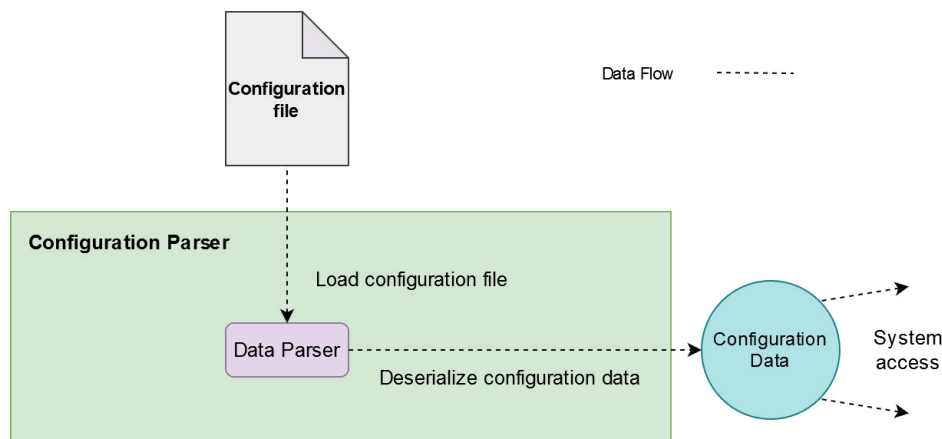 Configuration
file
Data Flow
Configuration Parser
Load configuration file
Data Parser
Deserialize configuration data
Configuration
Data
System
access